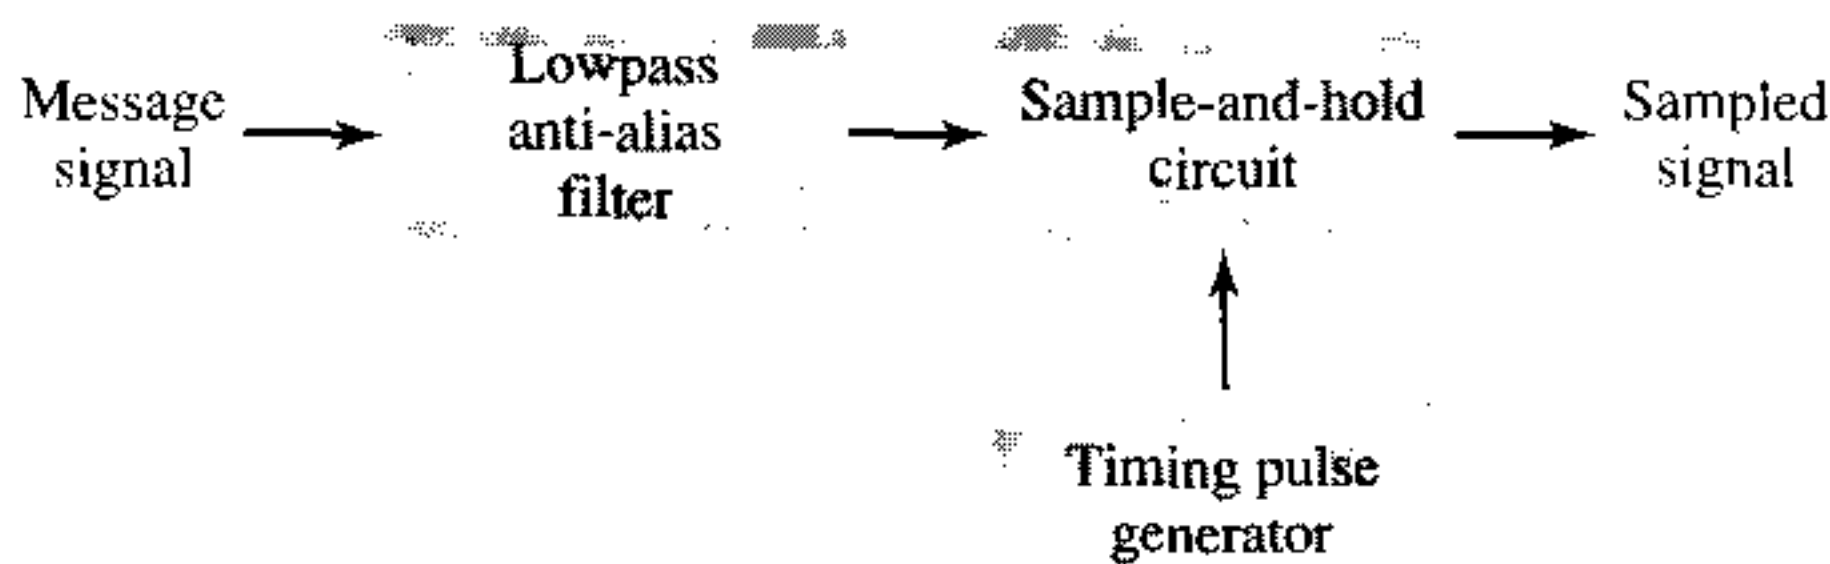 Message
signal
Lowpass
anti-alias
filter
Sample-and-hold
circuit
Sampled
signal
Timing pulse
generator